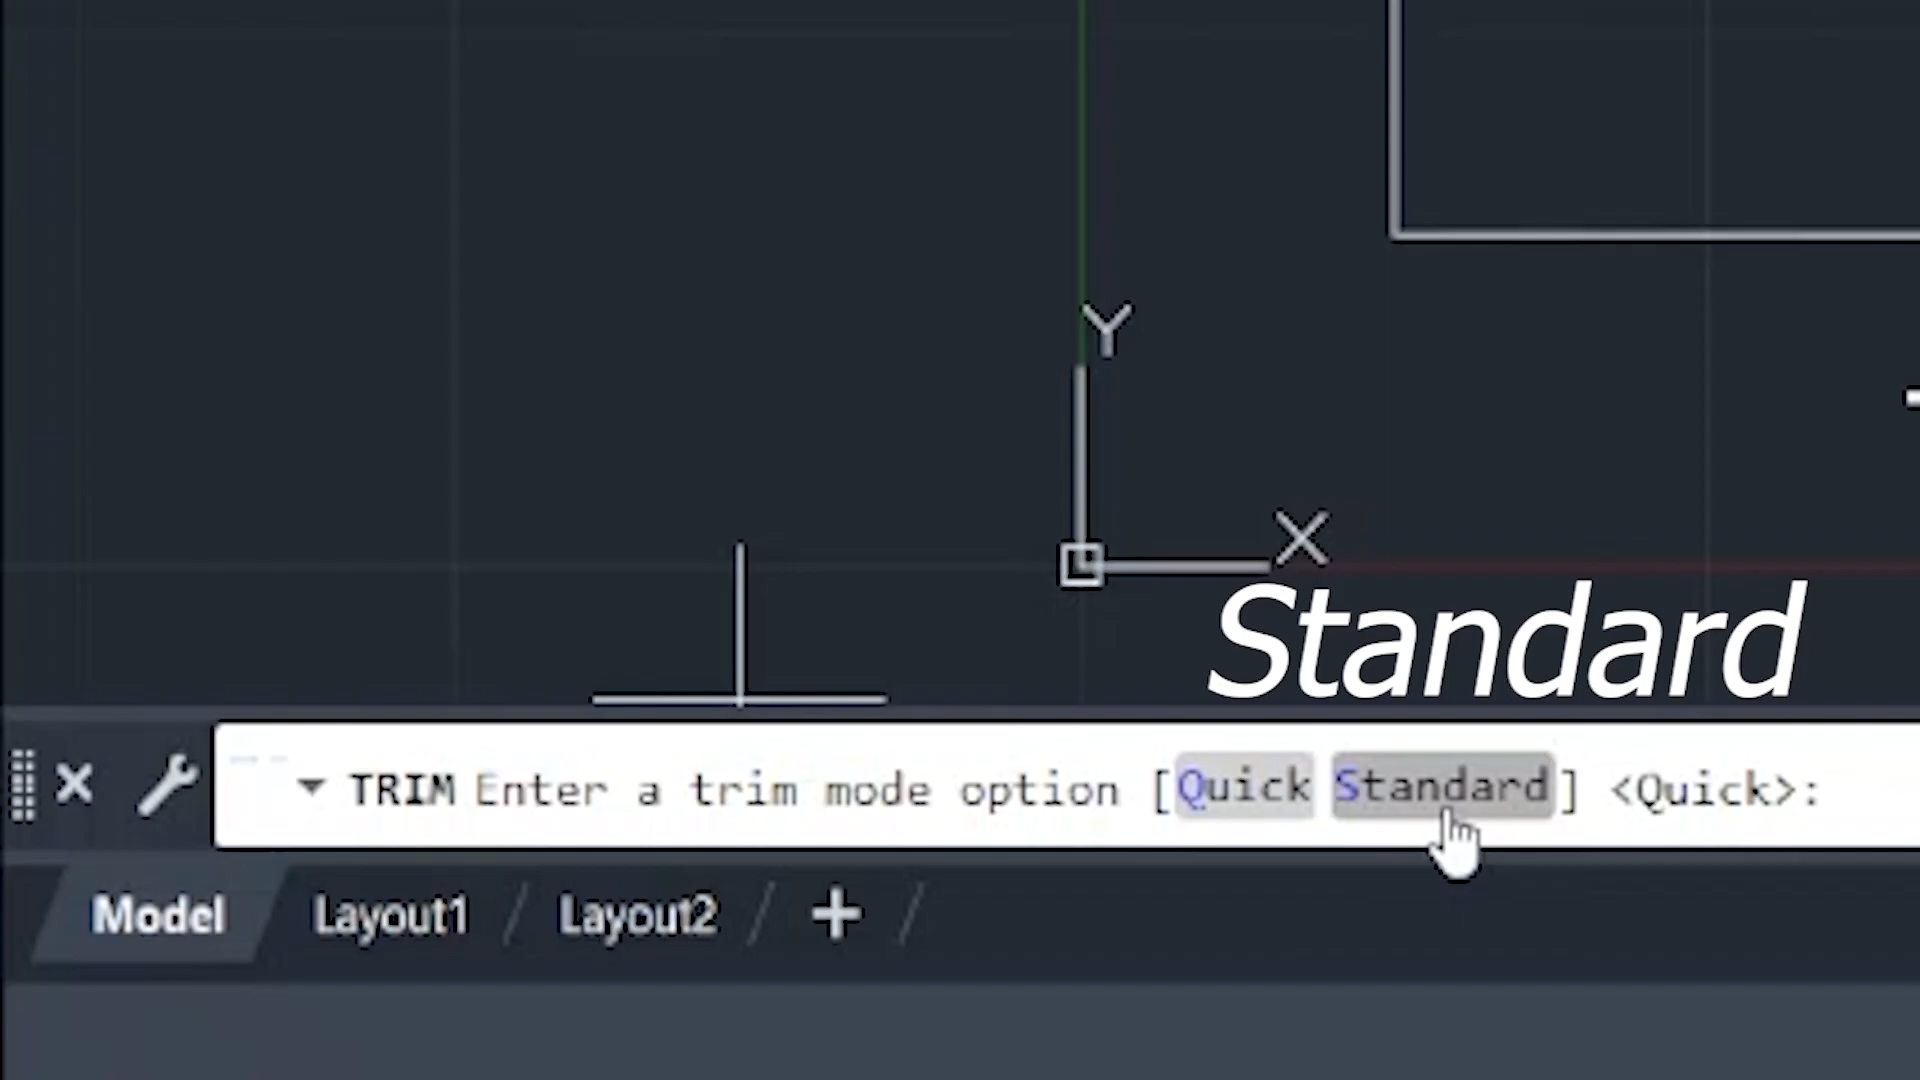 Y
X
Standard
TRIM Enter a trim mode option [Quick Standard] <Quick>:
Model Layout1 / Layout2 / + /